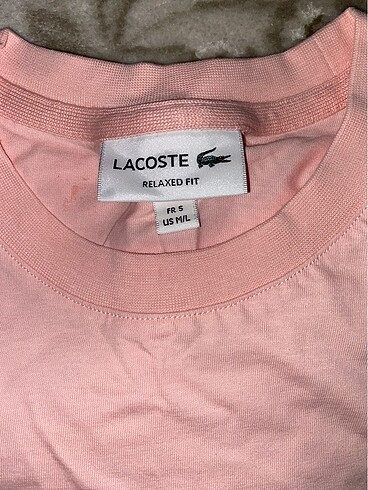 LACOSTE
RELAXED FIT
FR 5
US M/L